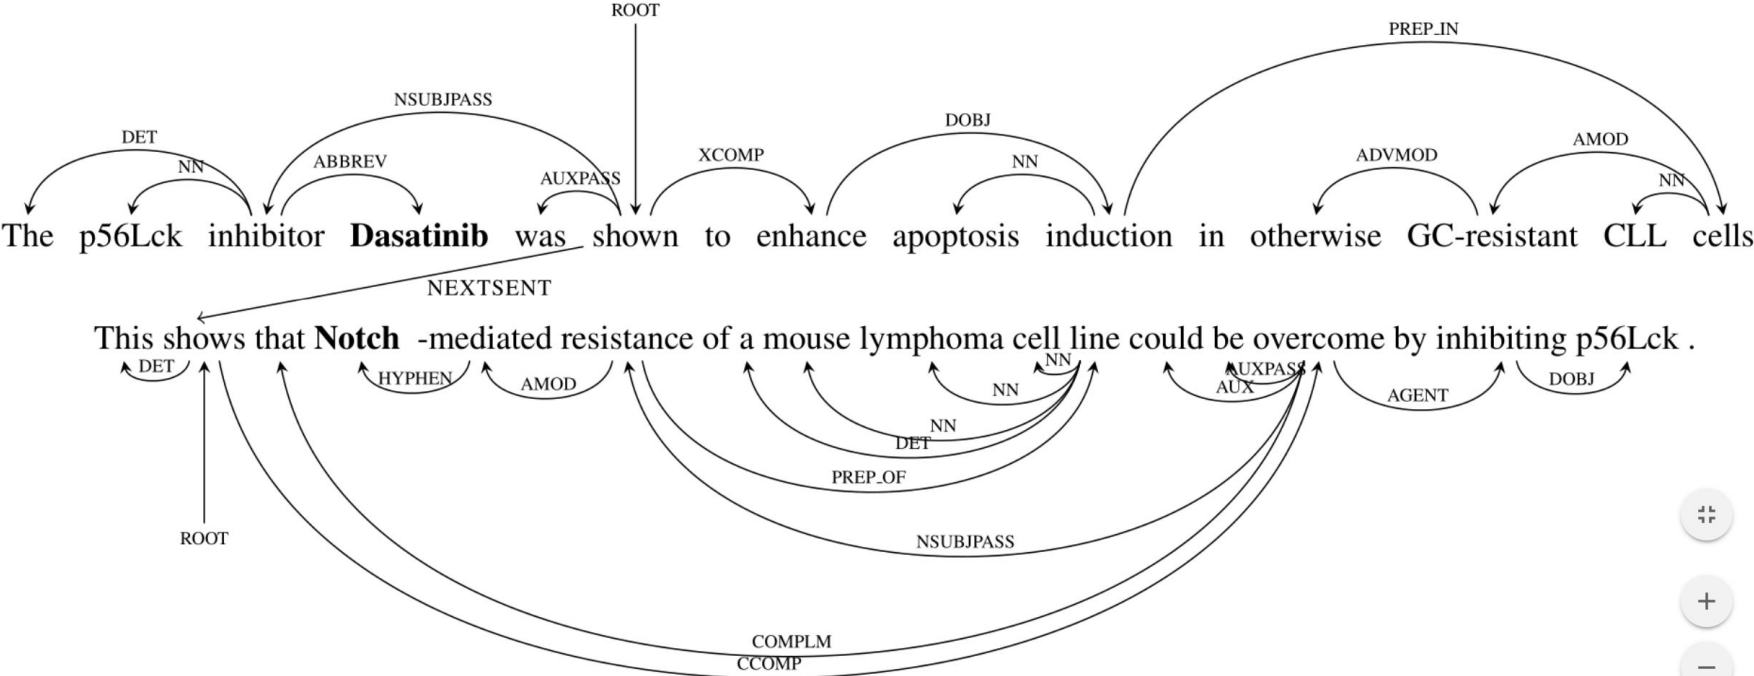 ROOT
PREP_IN
NSUBJPASS
DOBJ
DET
AMOD
NN
ABBREV
XCOMP
NN
ADVMOD
AUXPASS
NN
The p56Lck inhibitor Dasatinib was shown to enhance apoptosis induction in otherwise GC-resistant CLL cells
NEXTSENT
This shows that Notch -mediated resistance of a mouse lymphoma cell line could be overcome by inhibiting p56Lck .
NN
DET
AUXPASS
HYPHEN
AMOD
NN
AUX
AGENT
DOBJ
NN
DET
PREP_OF
ROOT
NSUBJPASS
COMPLM
CCOMP